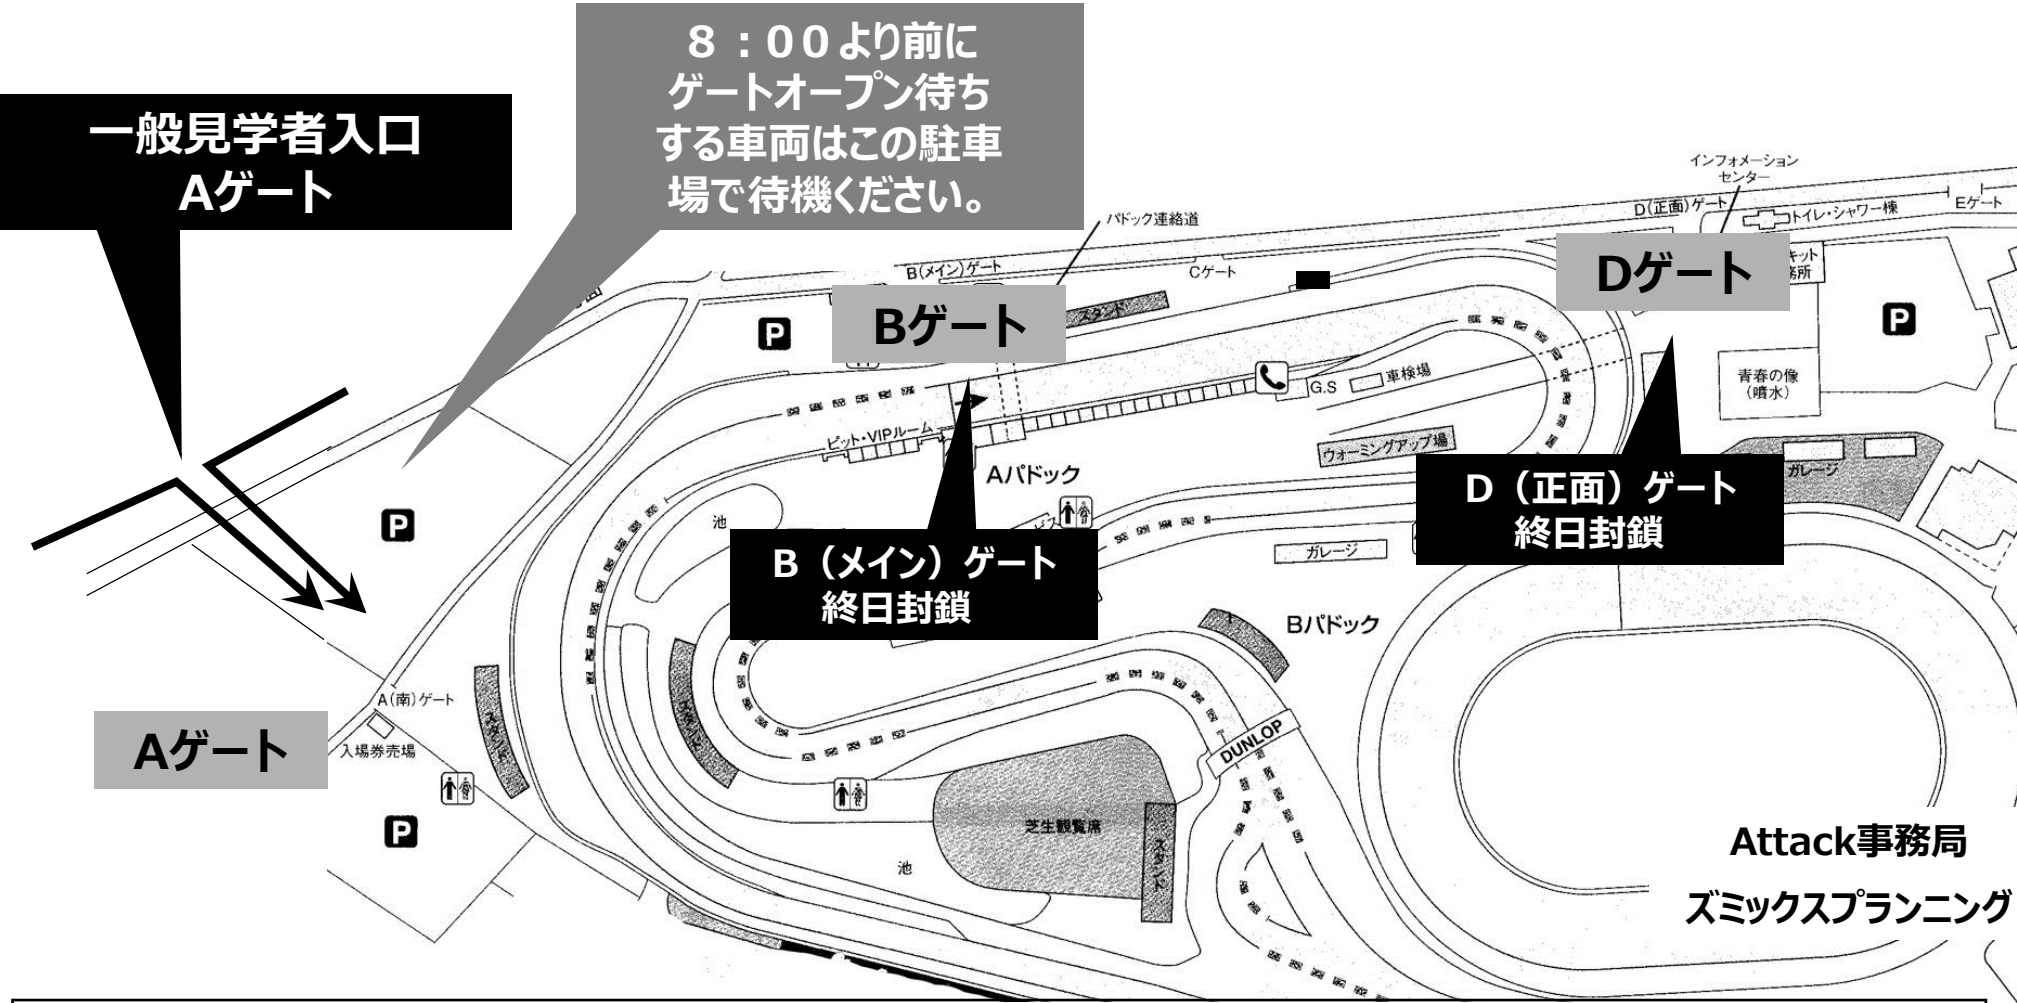 8：00より前に
ゲートオープン待ち
する車両はこの駐車
場で待機ください。
一般見学者入口
Aゲート
インフォメーション
センター
D(正面)ゲート
トイレ・シャワー棟
Eゲート
パドック連絡道
B(メイン)ゲート
Cゲート
Dゲート
Bゲート
スタンド
P
P
青春の像
(噴水)
G.S
車検場
ピット・VIPルーム
ウォーミングアップ場
Aパドック
ガレージ
D（正面）ゲート
終日封鎖
P
池
ガレージ
B（メイン）ゲート
終日封鎖
Bパドック
A(南)ゲート
入場券売場
Aゲート
スタンド
スタンド
DUNLOP
P
芝生観覧席
スタンド
池
Attack事務局
ズミックスプランニング